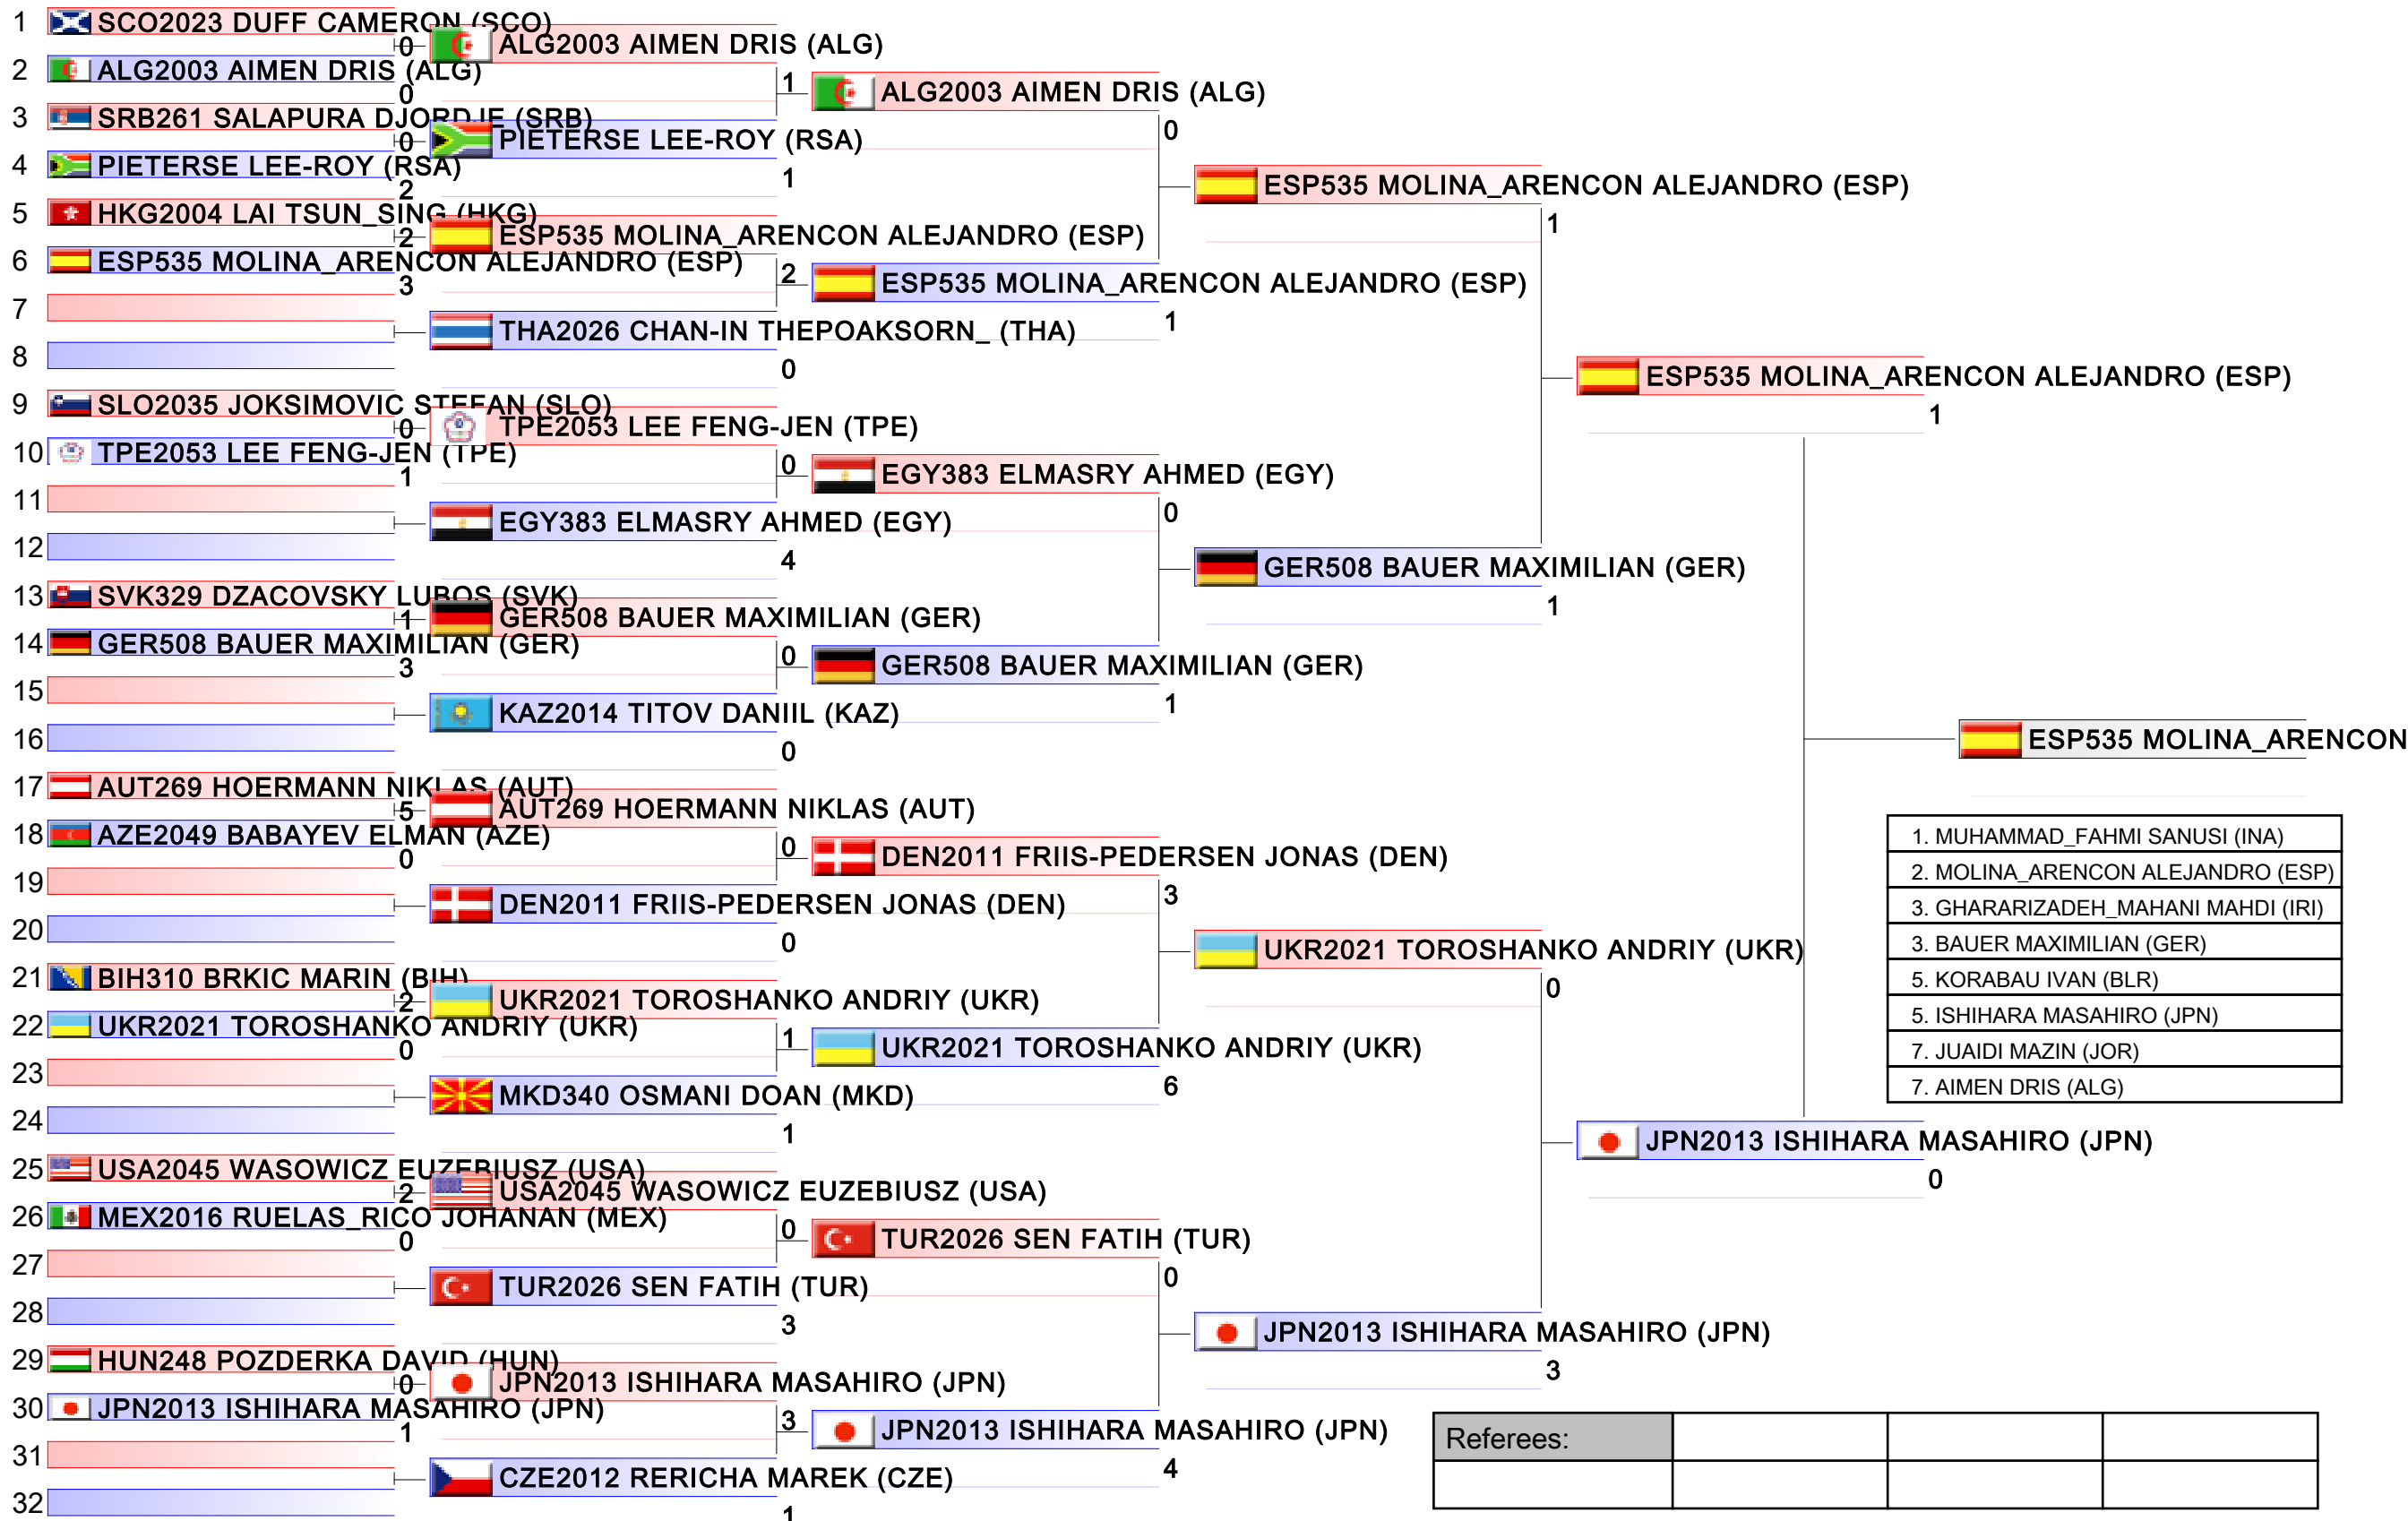 1 SCO2023 DUFF CAMERON (SCO)
0
2 ALG2003 AIMEN DRIS (ALG)
0
3 SRB261 SALAPURA DJORDJE (SRB)
0
4 PIETERSE LEE-ROY (RSA)
2
5 HKG2004 LAI TSUN_SING (HKG)
2
6 ESP535 MOLINA_ARENCON ALEJANDRO (ESP)
3
7
8
9 SLO2035 JOKSIMOVIC STEFAN (SLO)
0
10 TPE2053 LEE FENG-JEN (TPE)
1
11
12
13 SVK329 DZACOVSKY LUBOS (SVK)
1
14 GER508 BAUER MAXIMILIAN (GER)
3
15
16
17 AUT269 HOERMANN NIKLAS (AUT)
5
18 AZE2049 BABAYEV ELMAN (AZE)
0
19
20
21 BIH310 BRKIC MARIN (BIH)
2
22 UKR2021 TOROSHANKO ANDRIY (UKR)
0
23
24
25 USA2045 WASOWICZ EUZEBIUSZ (USA)
2
26 MEX2016 RUELAS_RICO JOHANAN (MEX)
0
27
28
29 HUN248 POZDERKA DAVID (HUN)
0
30 JPN2013 ISHIHARA MASAHIRO (JPN)
1
31
32
ALG2003 AIMEN DRIS (ALG)
1
PIETERSE LEE-ROY (RSA)
1
ESP535 MOLINA_ARENCON ALEJANDRO (ESP)
2
THA2026 CHAN-IN THEPOAKSORN_ (THA)
0
TPE2053 LEE FENG-JEN (TPE)
0
EGY383 ELMASRY AHMED (EGY)
4
GER508 BAUER MAXIMILIAN (GER)
0
KAZ2014 TITOV DANIIL (KAZ)
0
AUT269 HOERMANN NIKLAS (AUT)
0
DEN2011 FRIIS-PEDERSEN JONAS (DEN)
0
UKR2021 TOROSHANKO ANDRIY (UKR)
1
MKD340 OSMANI DOAN (MKD)
1
USA2045 WASOWICZ EUZEBIUSZ (USA)
0
TUR2026 SEN FATIH (TUR)
3
JPN2013 ISHIHARA MASAHIRO (JPN)
3
CZE2012 RERICHA MAREK (CZE)
1
ALG2003 AIMEN DRIS (ALG)
0
ESP535 MOLINA_ARENCON ALEJANDRO (ESP)
1
EGY383 ELMASRY AHMED (EGY)
0
GER508 BAUER MAXIMILIAN (GER)
1
DEN2011 FRIIS-PEDERSEN JONAS (DEN)
3
UKR2021 TOROSHANKO ANDRIY (UKR)
6
TUR2026 SEN FATIH (TUR)
0
JPN2013 ISHIHARA MASAHIRO (JPN)
4
ESP535 MOLINA_ARENCON ALEJANDRO (ESP)
1
GER508 BAUER MAXIMILIAN (GER)
1
UKR2021 TOROSHANKO ANDRIY (UKR)
0
JPN2013 ISHIHARA MASAHIRO (JPN)
3
ESP535 MOLINA_ARENCON ALEJANDRO (ESP)
1
JPN2013 ISHIHARA MASAHIRO (JPN)
0
ESP535 MOLINA_ARENCON
1. MUHAMMAD_FAHMI SANUSI (INA)
2. MOLINA_ARENCON ALEJANDRO (ESP)
3. GHARARIZADEH_MAHANI MAHDI (IRI)
3. BAUER MAXIMILIAN (GER)
5. KORABAU IVAN (BLR)
5. ISHIHARA MASAHIRO (JPN)
7. JUAIDI MAZIN (JOR)
7. AIMEN DRIS (ALG)
Referees: